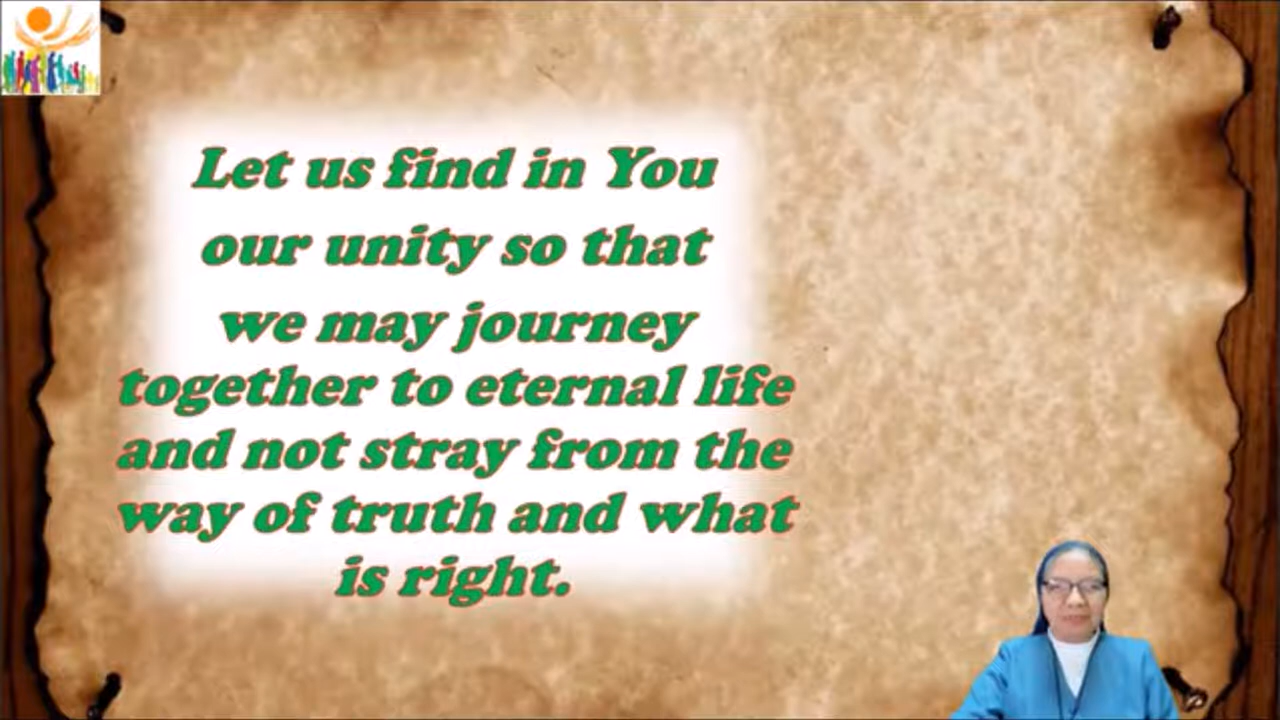 Let us find in You
our unity so that
we may journey
together to eternal life
and not stray from the
way of truth and what
is right.